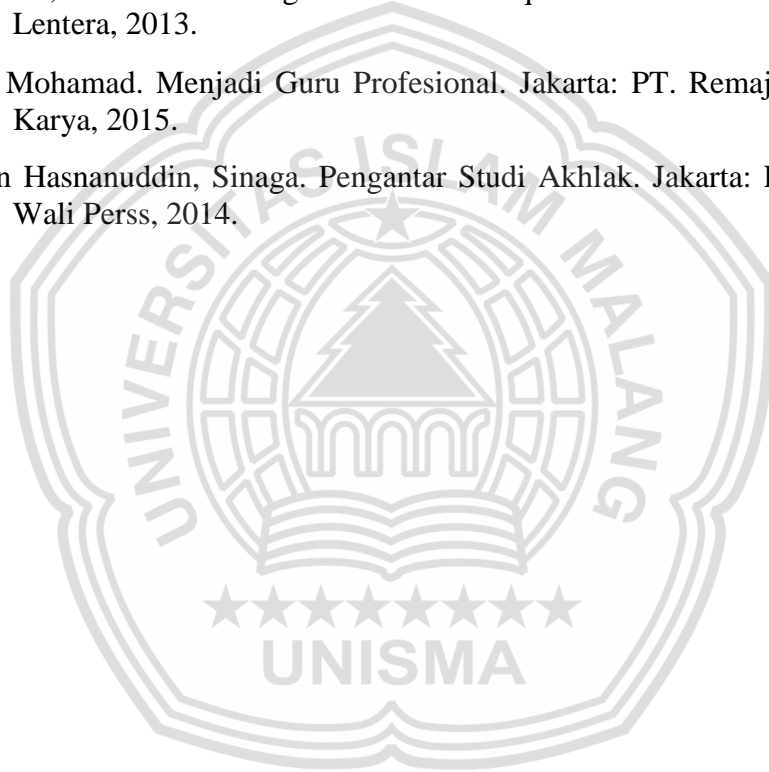 Lentera, 2013.
Mohamad. Menjadi Guru Profesional. Jakarta: PT. Remaj
Karya, 2015.
n Hasnanuddin, Sinaga. Pengantar Studi Akhlak. Jakarta:
Wali Perss, 2014.
UNIVERSITAS ISLAM MALANG
UNISMA